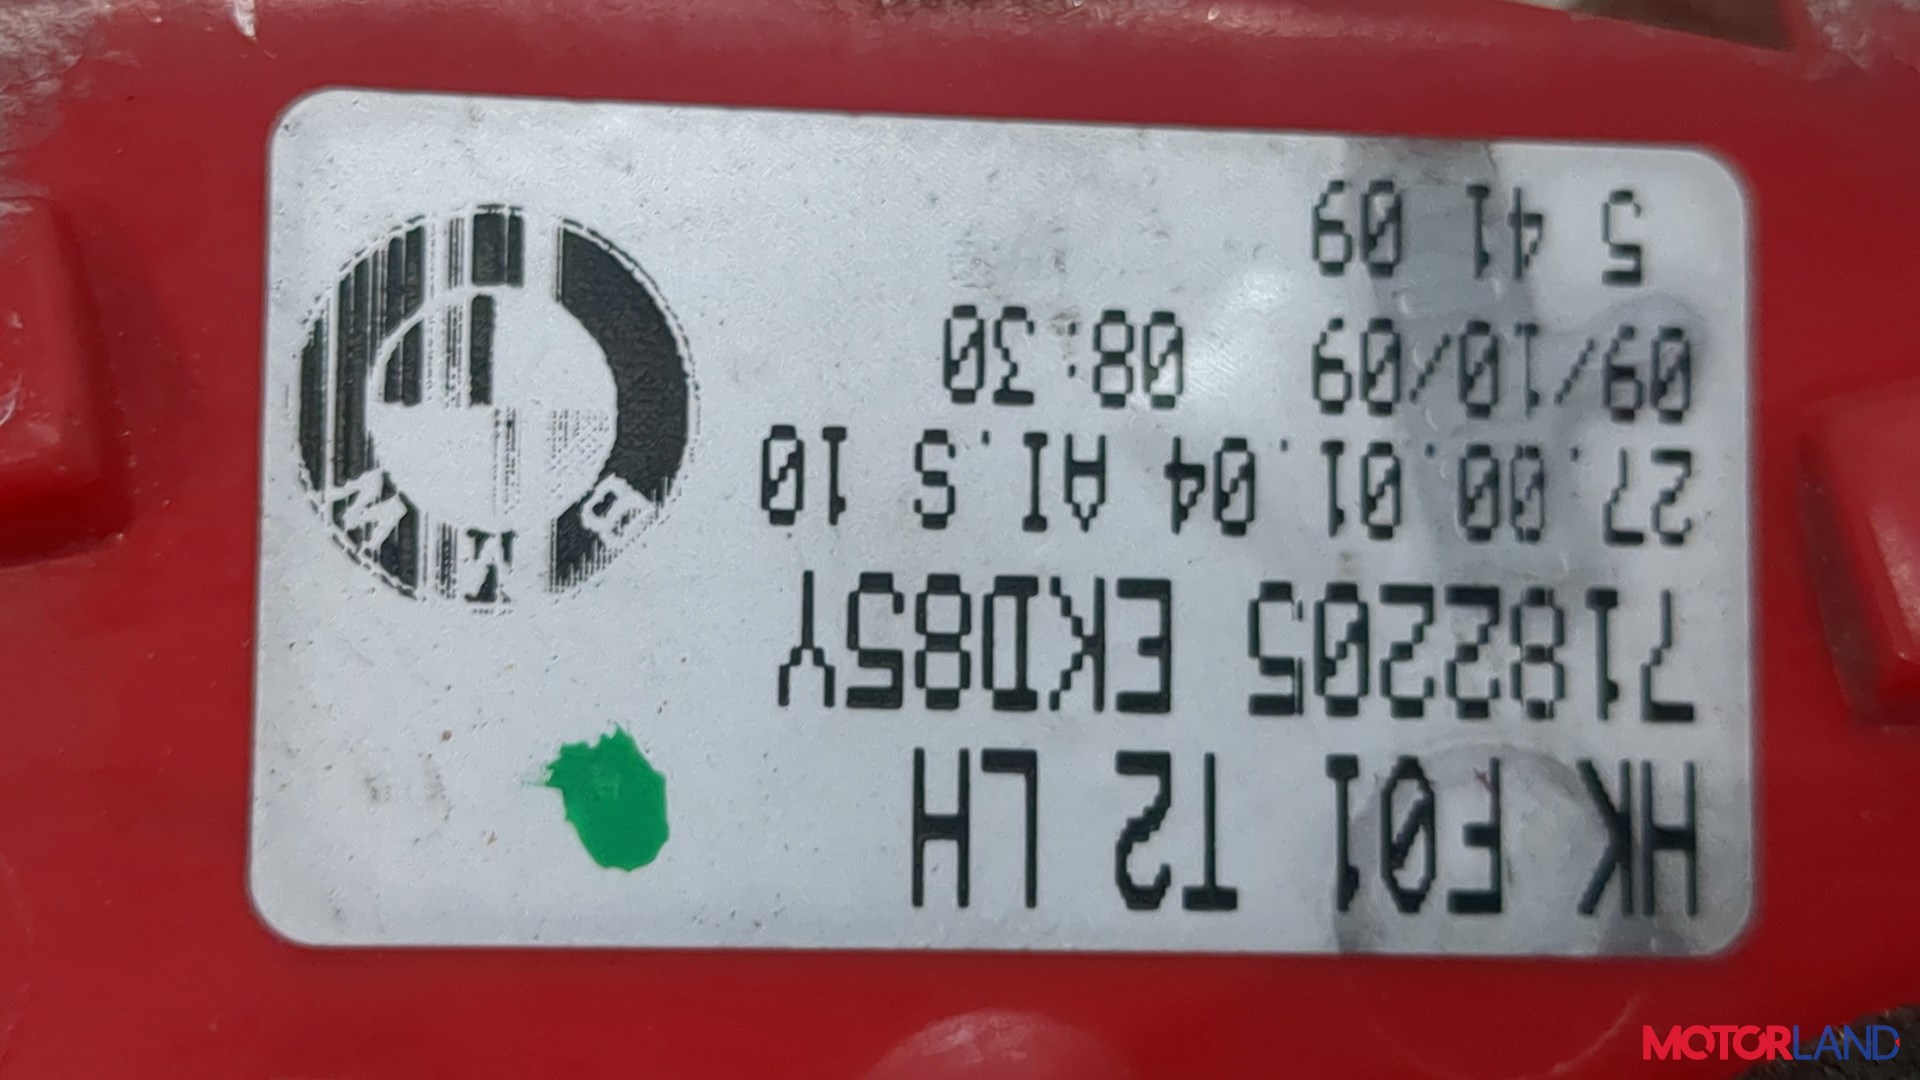 HK F01 T2 LH
7182205 EKD85Y
27.00.01.04 AI.S 10
09/10/09 08:30
5 41 09
BMW
MOTORLAND